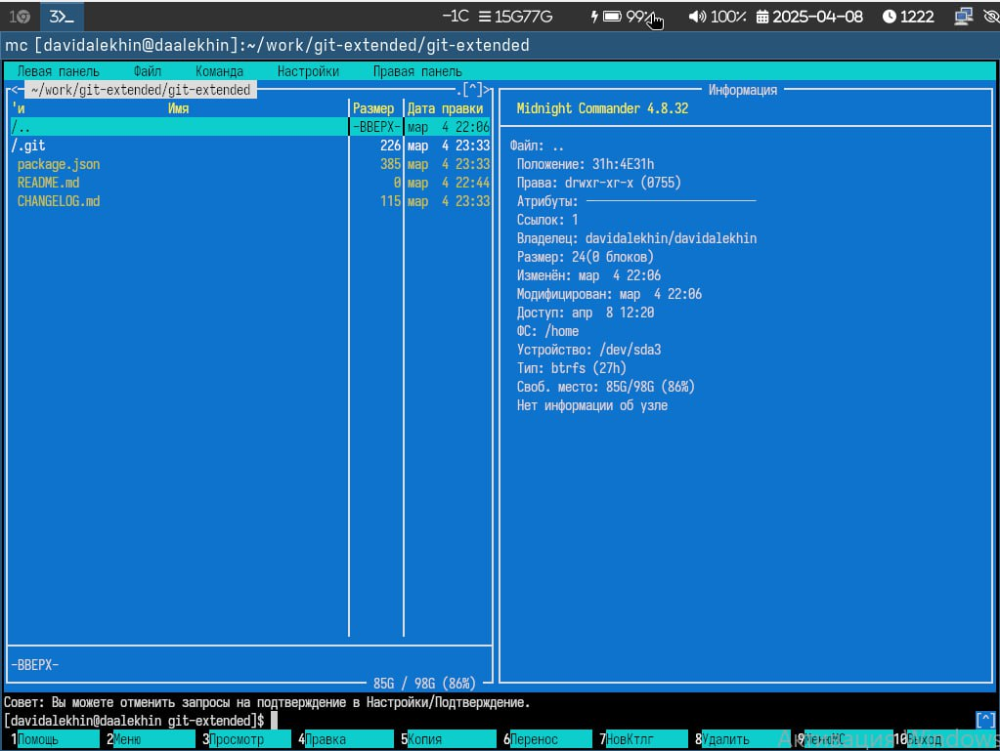 1 3 −1C 15G77G 99% 100% 2025-04-08 1222
mc [davidalekhin@daalekhin]:~/work/git-extended/git-extended
Левая панель Файл Команда Настройки Правая панель
<─ ~/work/git-extended/git-extended .[^]>
'и Имя Размер Дата правки
/.. -ВВЕРХ- мар 4 22:06
/.git 226 мар 4 23:33
package.json 385 мар 4 23:33
README.md 0 мар 4 22:44
CHANGELOG.md 115 мар 4 23:33
-ВВЕРХ-
85G / 98G (86%)
Информация
Midnight Commander 4.8.32
Файл: ..
Положение: 31h:4E31h
Права: drwxr-xr-x (0755)
Атрибуты:
Ссылок: 1
Владелец: davidalekhin/davidalekhin
Размер: 24(0 блоков)
Изменён: мар 4 22:06
Модифицирован: мар 4 22:06
Доступ: апр 8 12:20
ФС: /home
Устройство: /dev/sda3
Тип: btrfs (27h)
Своб. место: 85G/98G (86%)
Нет информации об узле
Совет: Вы можете отменить запросы на подтверждение в Настройки/Подтверждение.
[davidalekhin@daalekhin git-extended]$ [^]
1Помощь 2Меню 3Просмотр 4Правка 5Копия 6Перенос 7НовКтлг 8Удалить 9МенюМС 10Выход
Активация Windows